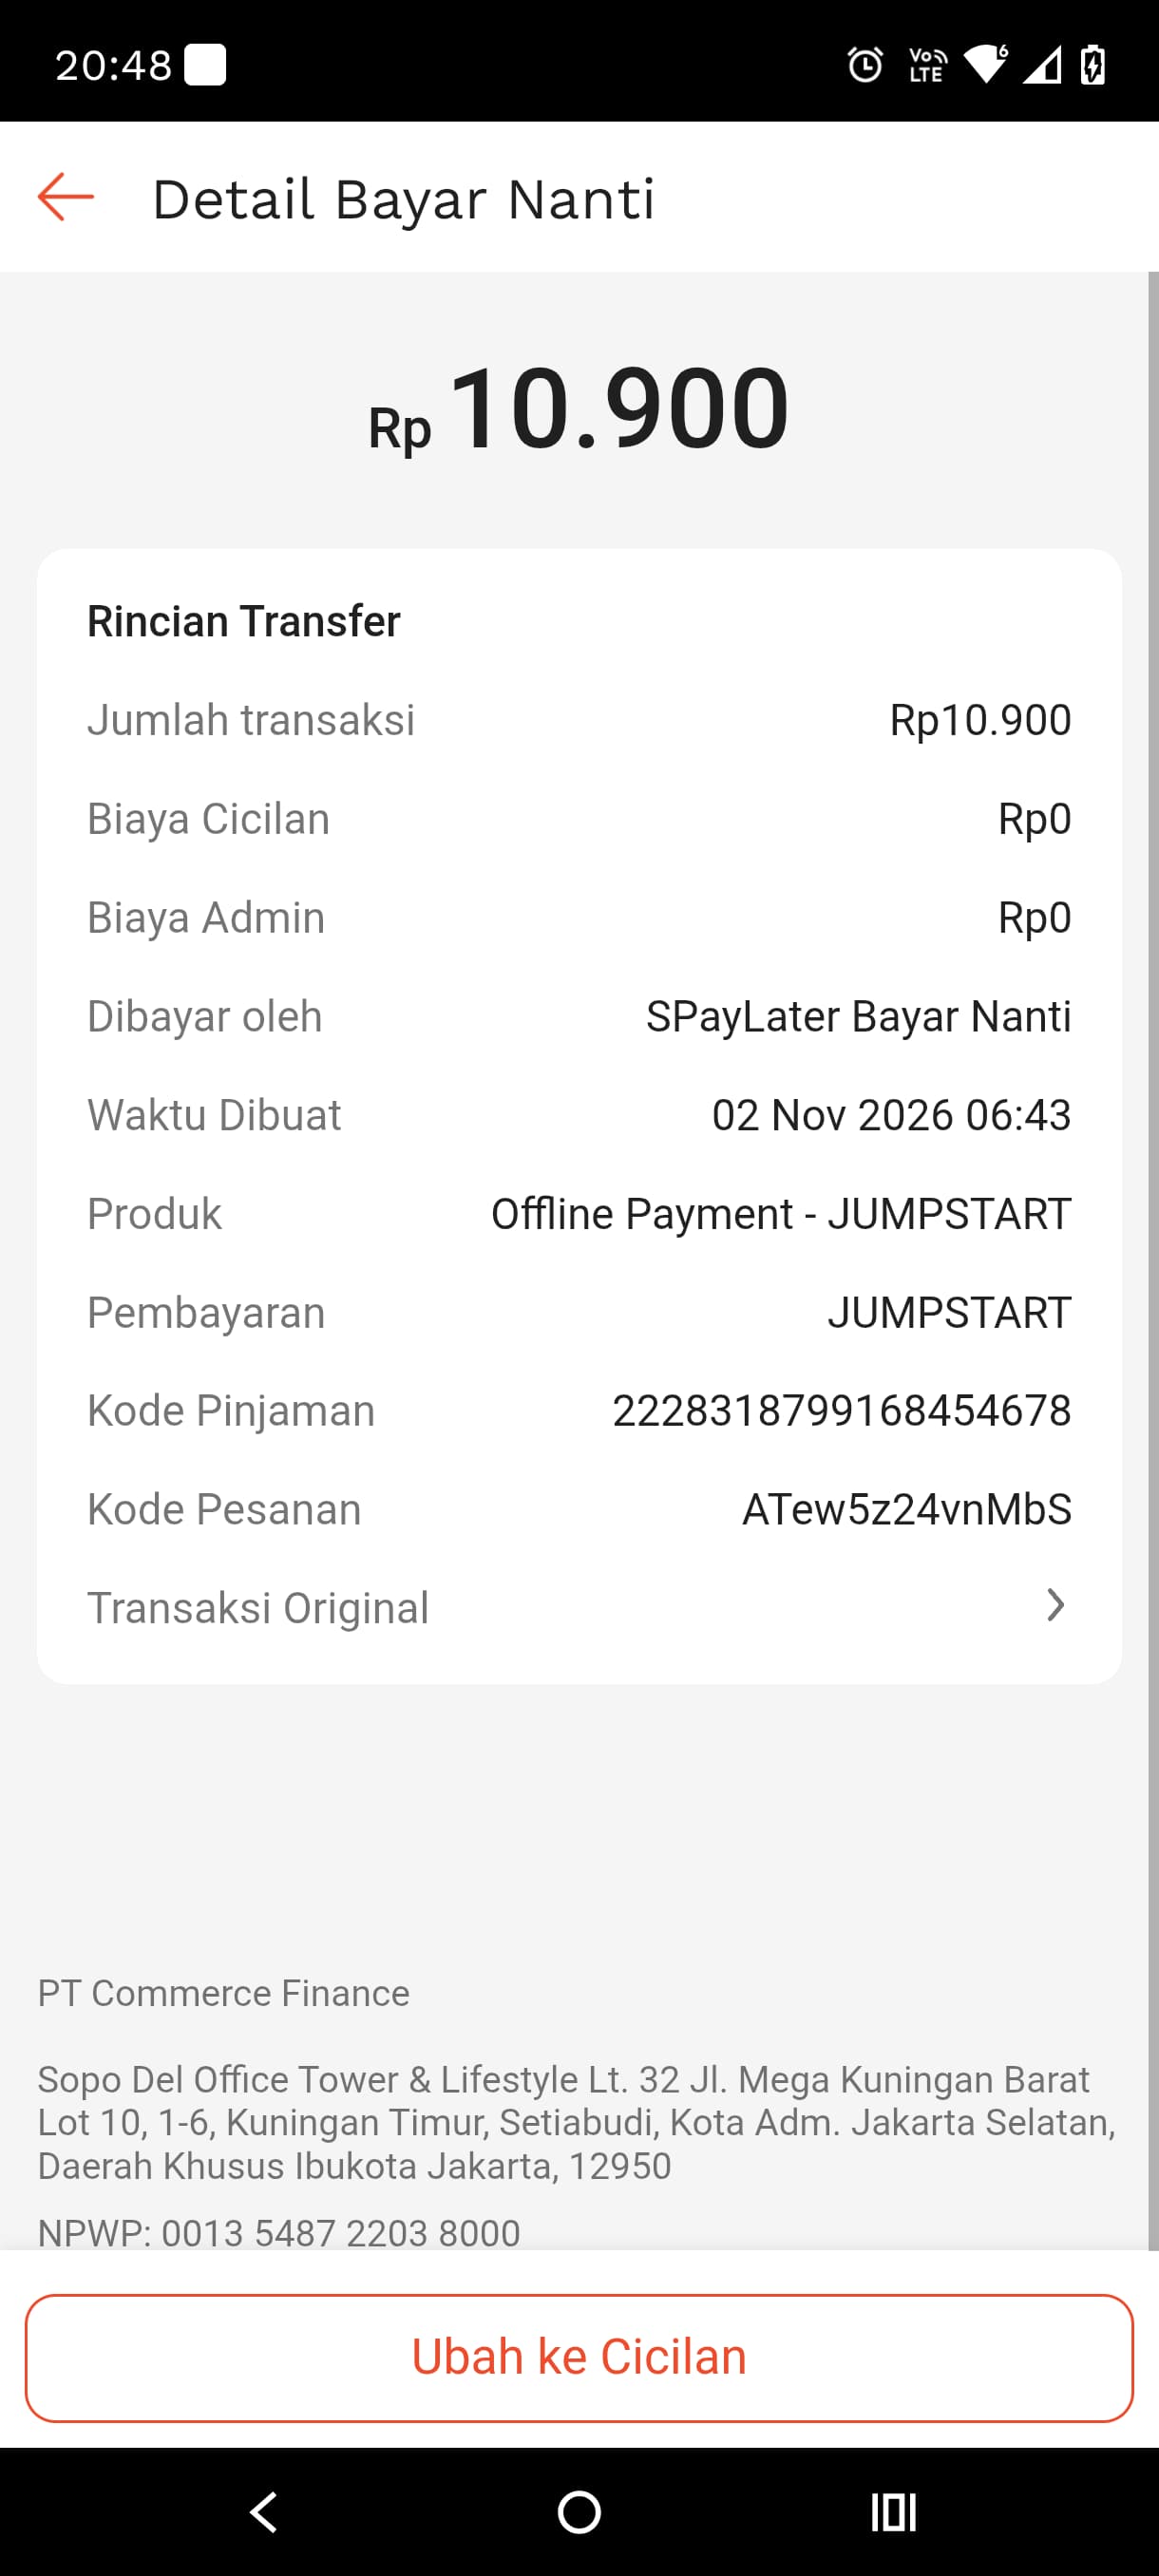 20:48
Vo
LTE
6
Detail Bayar Nanti
Rp 10.900
Rincian Transfer
Jumlah transaksi Rp10.900
Biaya Cicilan Rp0
Biaya Admin Rp0
Dibayar oleh SPayLater Bayar Nanti
Waktu Dibuat 02 Nov 2026 06:43
Produk Offline Payment - JUMPSTART
Pembayaran JUMPSTART
Kode Pinjaman 2228318799168454678
Kode Pesanan ATew5z24vnMbS
Transaksi Original
PT Commerce Finance
Sopo Del Office Tower & Lifestyle Lt. 32 Jl. Mega Kuningan Barat
Lot 10, 1-6, Kuningan Timur, Setiabudi, Kota Adm. Jakarta Selatan,
Daerah Khusus Ibukota Jakarta, 12950
NPWP: 0013 5487 2203 8000
Ubah ke Cicilan